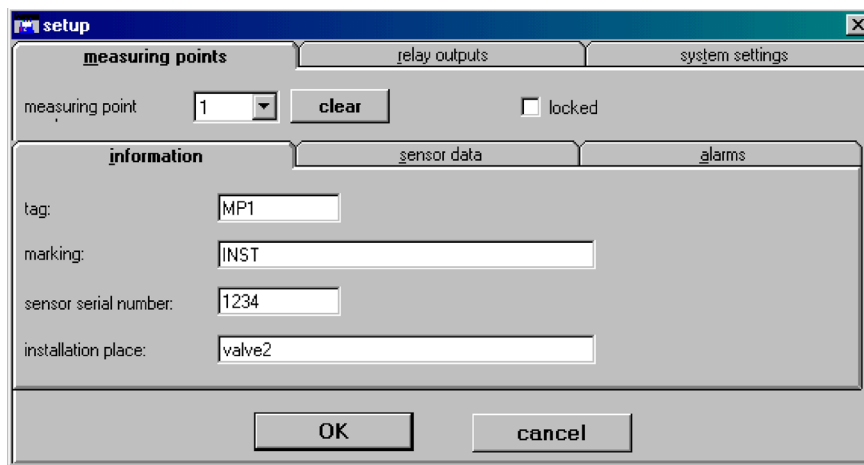 setup
measuring points relay outputs system settings
measuring point 1 clear locked
information sensor data alarms
tag: MP1
marking: INST
sensor serial number: 1234
installation place: valve2
OK cancel